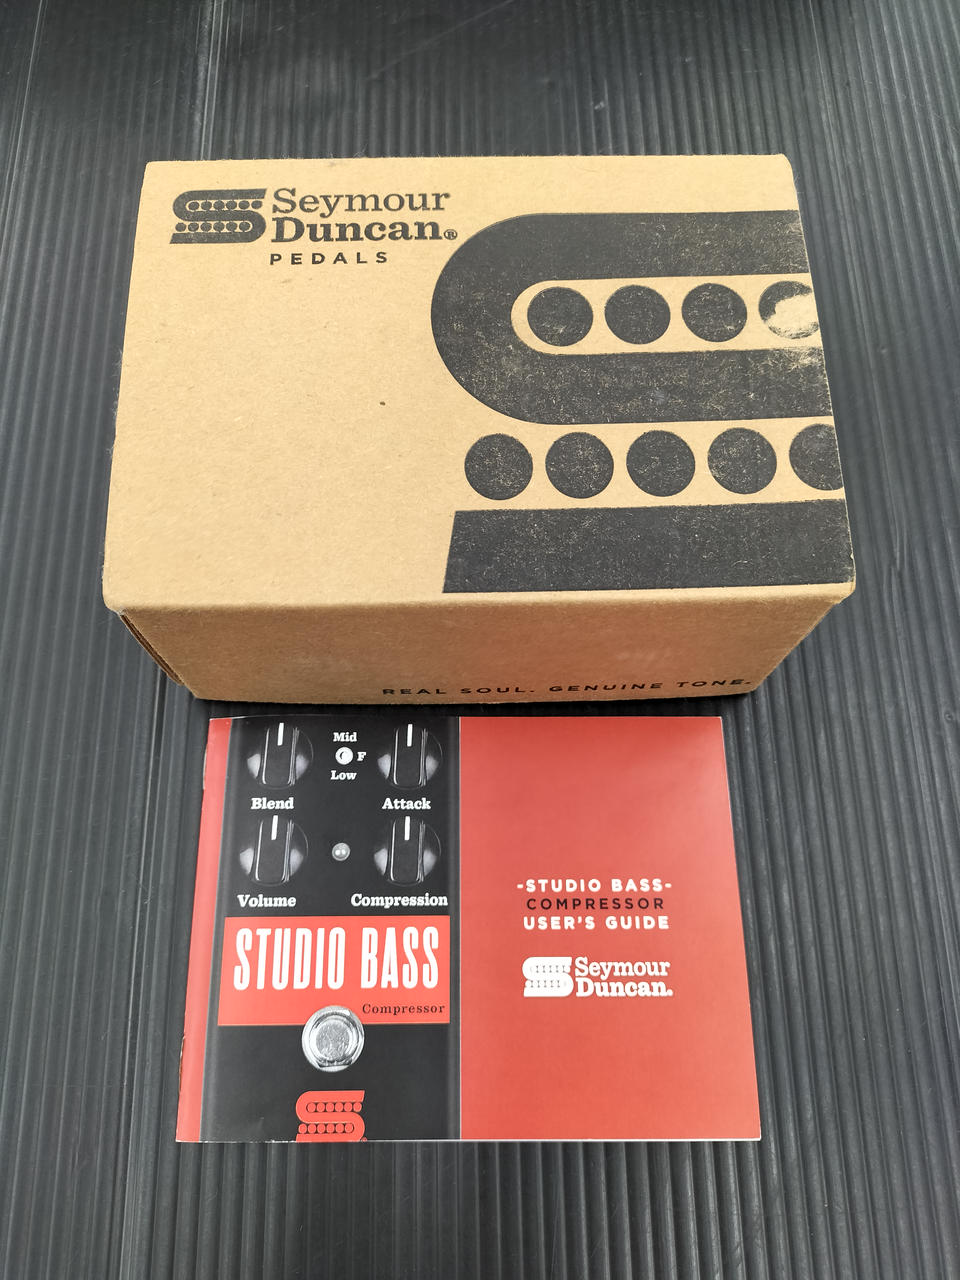 Seymour
Duncan®
PEDALS
REAL SOUL. GENUINE TONE.
Mid
F
Low
Blend
Attack
Volume
Compression
STUDIO BASS
Compressor
-STUDIO BASS-
COMPRESSOR
USER'S GUIDE
Seymour
Duncan.